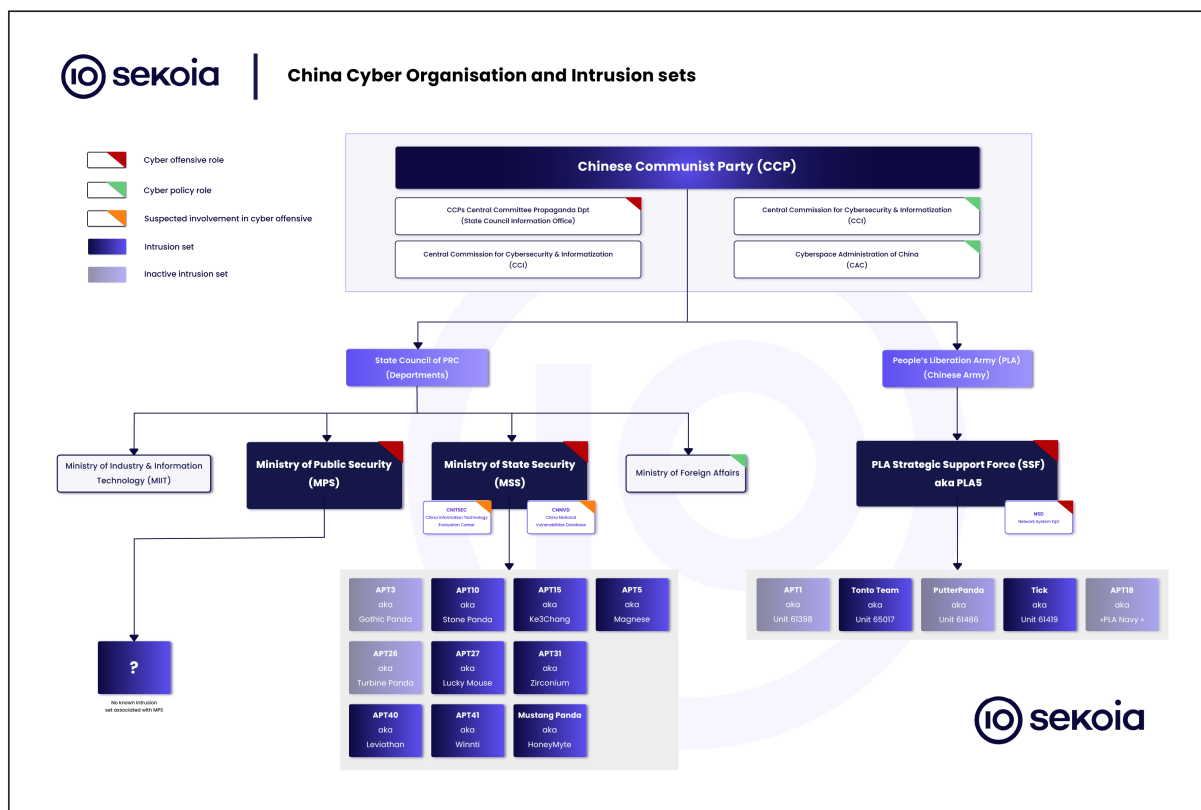 sekoia
China Cyber Organisation and Intrusion sets
Cyber offensive role
Cyber policy role
Suspected involvement in cyber offensive
Intrusion set
Inactive intrusion set
Chinese Communist Party (CCP)
CCPs Central Committee Propaganda Dpt
(State Council Information Office)
Central Commission for Cybersecurity & Informatization
(CCI)
Central Commission for Cybersecurity & Informatization
(CCI)
Cyberspace Administration of China
(CAC)
State Council of PRC
(Departments)
People's Liberation Army (PLA)
(Chinese Army)
Ministry of Industry & Information
Technology (MIIT)
Ministry of Public Security
(MPS)
Ministry of State Security
(MSS)
CNITSEC
China Information Technology
Evaluation Center
CNNVD
China National
Vulnerabilities Database
Ministry of Foreign Affairs
PLA Strategic Support Force (SSF)
aka PLA5
NSD
Network System Dpt
?
No known intrusion
set associated with MPS
APT3
aka
Gothic Panda
APT10
aka
Stone Panda
APT15
aka
Ke3Chang
APT5
aka
Magnese
APT26
aka
Turbine Panda
APT27
aka
Lucky Mouse
APT31
aka
Zirconium
APT40
aka
Leviathan
APT41
aka
Winnti
Mustang Panda
aka
HoneyMyte
APT1
aka
Unit 61398
Tonto Team
aka
Unit 65017
PutterPanda
aka
Unit 61486
Tick
aka
Unit 61419
APT18
aka
«PLA Navy »
sekoia